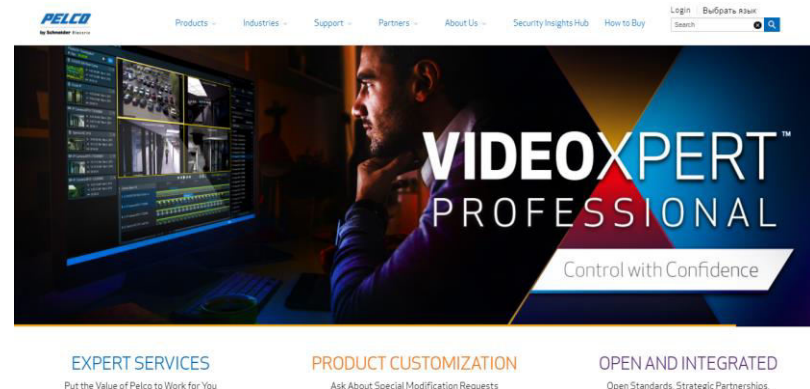 PELCO
by Schneider Electric
Products
Industries
Support
Partners
About Us
Security Insights Hub
How to Buy
Login
Выбрать язык
Search
VIDEOXPERT™
PROFESSIONAL
Control with Confidence
EXPERT SERVICES
Put the Value of Pelco to Work for You
PRODUCT CUSTOMIZATION
Ask About Special Modification Requests
OPEN AND INTEGRATED
Open Standards. Strategic Partnerships.